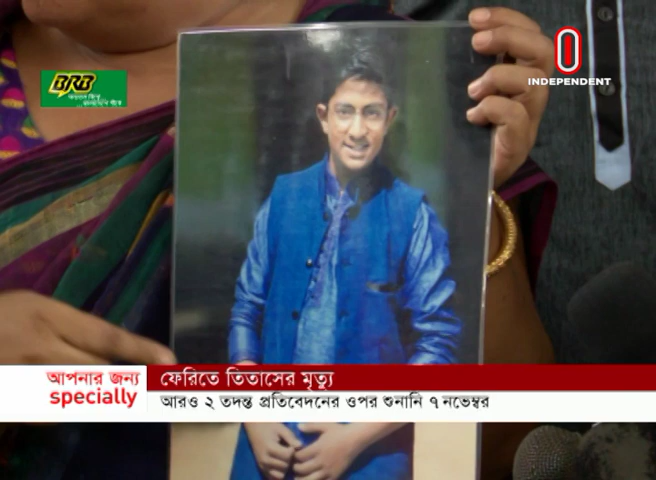 BRB
INDEPENDENT
আপনার জন্য
specially
ফেরিতে তিতাসের মৃত্যু
আরও ২ তদন্ত প্রতিবেদনের ওপর শুনানি ৭ নভেম্বর